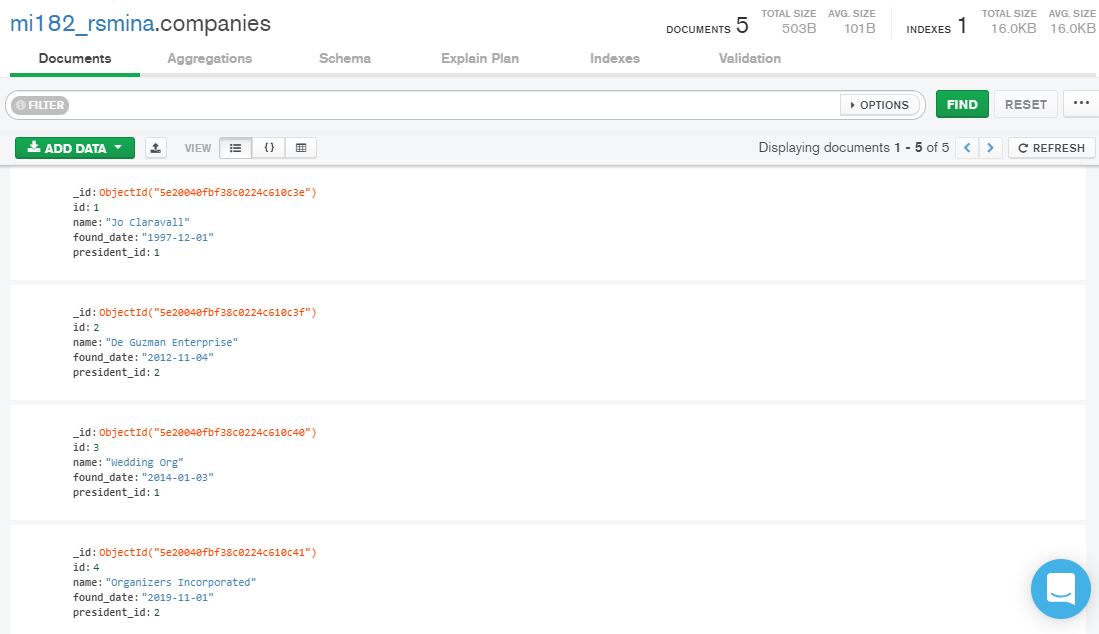 mi182_rsmina.companies
DOCUMENTS 5 TOTAL SIZE 503B AVG. SIZE 101B INDEXES 1 TOTAL SIZE 16.0KB AVG. SIZE 16.0KB
Documents Aggregations Schema Explain Plan Indexes Validation
FILTER OPTIONS FIND RESET ...
ADD DATA VIEW {} Displaying documents 1 - 5 of 5 < > REFRESH
_id: ObjectId("5e20040fbf38c0224c610c3e")
id: 1
name: "Jo Claravall"
found_date: "1997-12-01"
president_id: 1
_id: ObjectId("5e20040fbf38c0224c610c3f")
id: 2
name: "De Guzman Enterprise"
found_date: "2012-11-04"
president_id: 2
_id: ObjectId("5e20040fbf38c0224c610c40")
id: 3
name: "Wedding Org"
found_date: "2014-01-03"
president_id: 1
_id: ObjectId("5e20040fbf38c0224c610c41")
id: 4
name: "Organizers Incorporated"
found_date: "2019-11-01"
president_id: 2